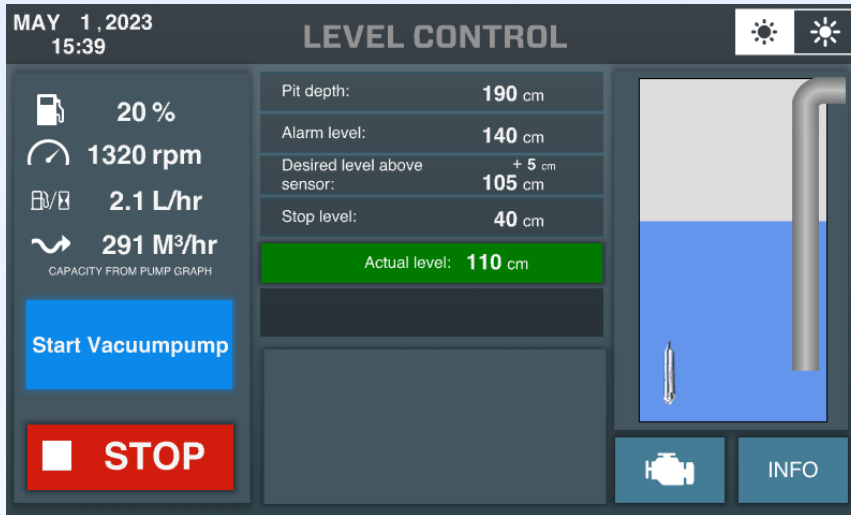 MAY 1,2023
15:39
LEVEL CONTROL
20 %
1320 rpm
2.1 L/hr
291 M³/hr
CAPACITY FROM PUMP GRAPH
Start Vacuumpump
STOP
Pit depth: 190 cm
Alarm level: 140 cm
Desired level above + 5 cm
sensor: 105 cm
Stop level: 40 cm
Actual level: 110 cm
INFO